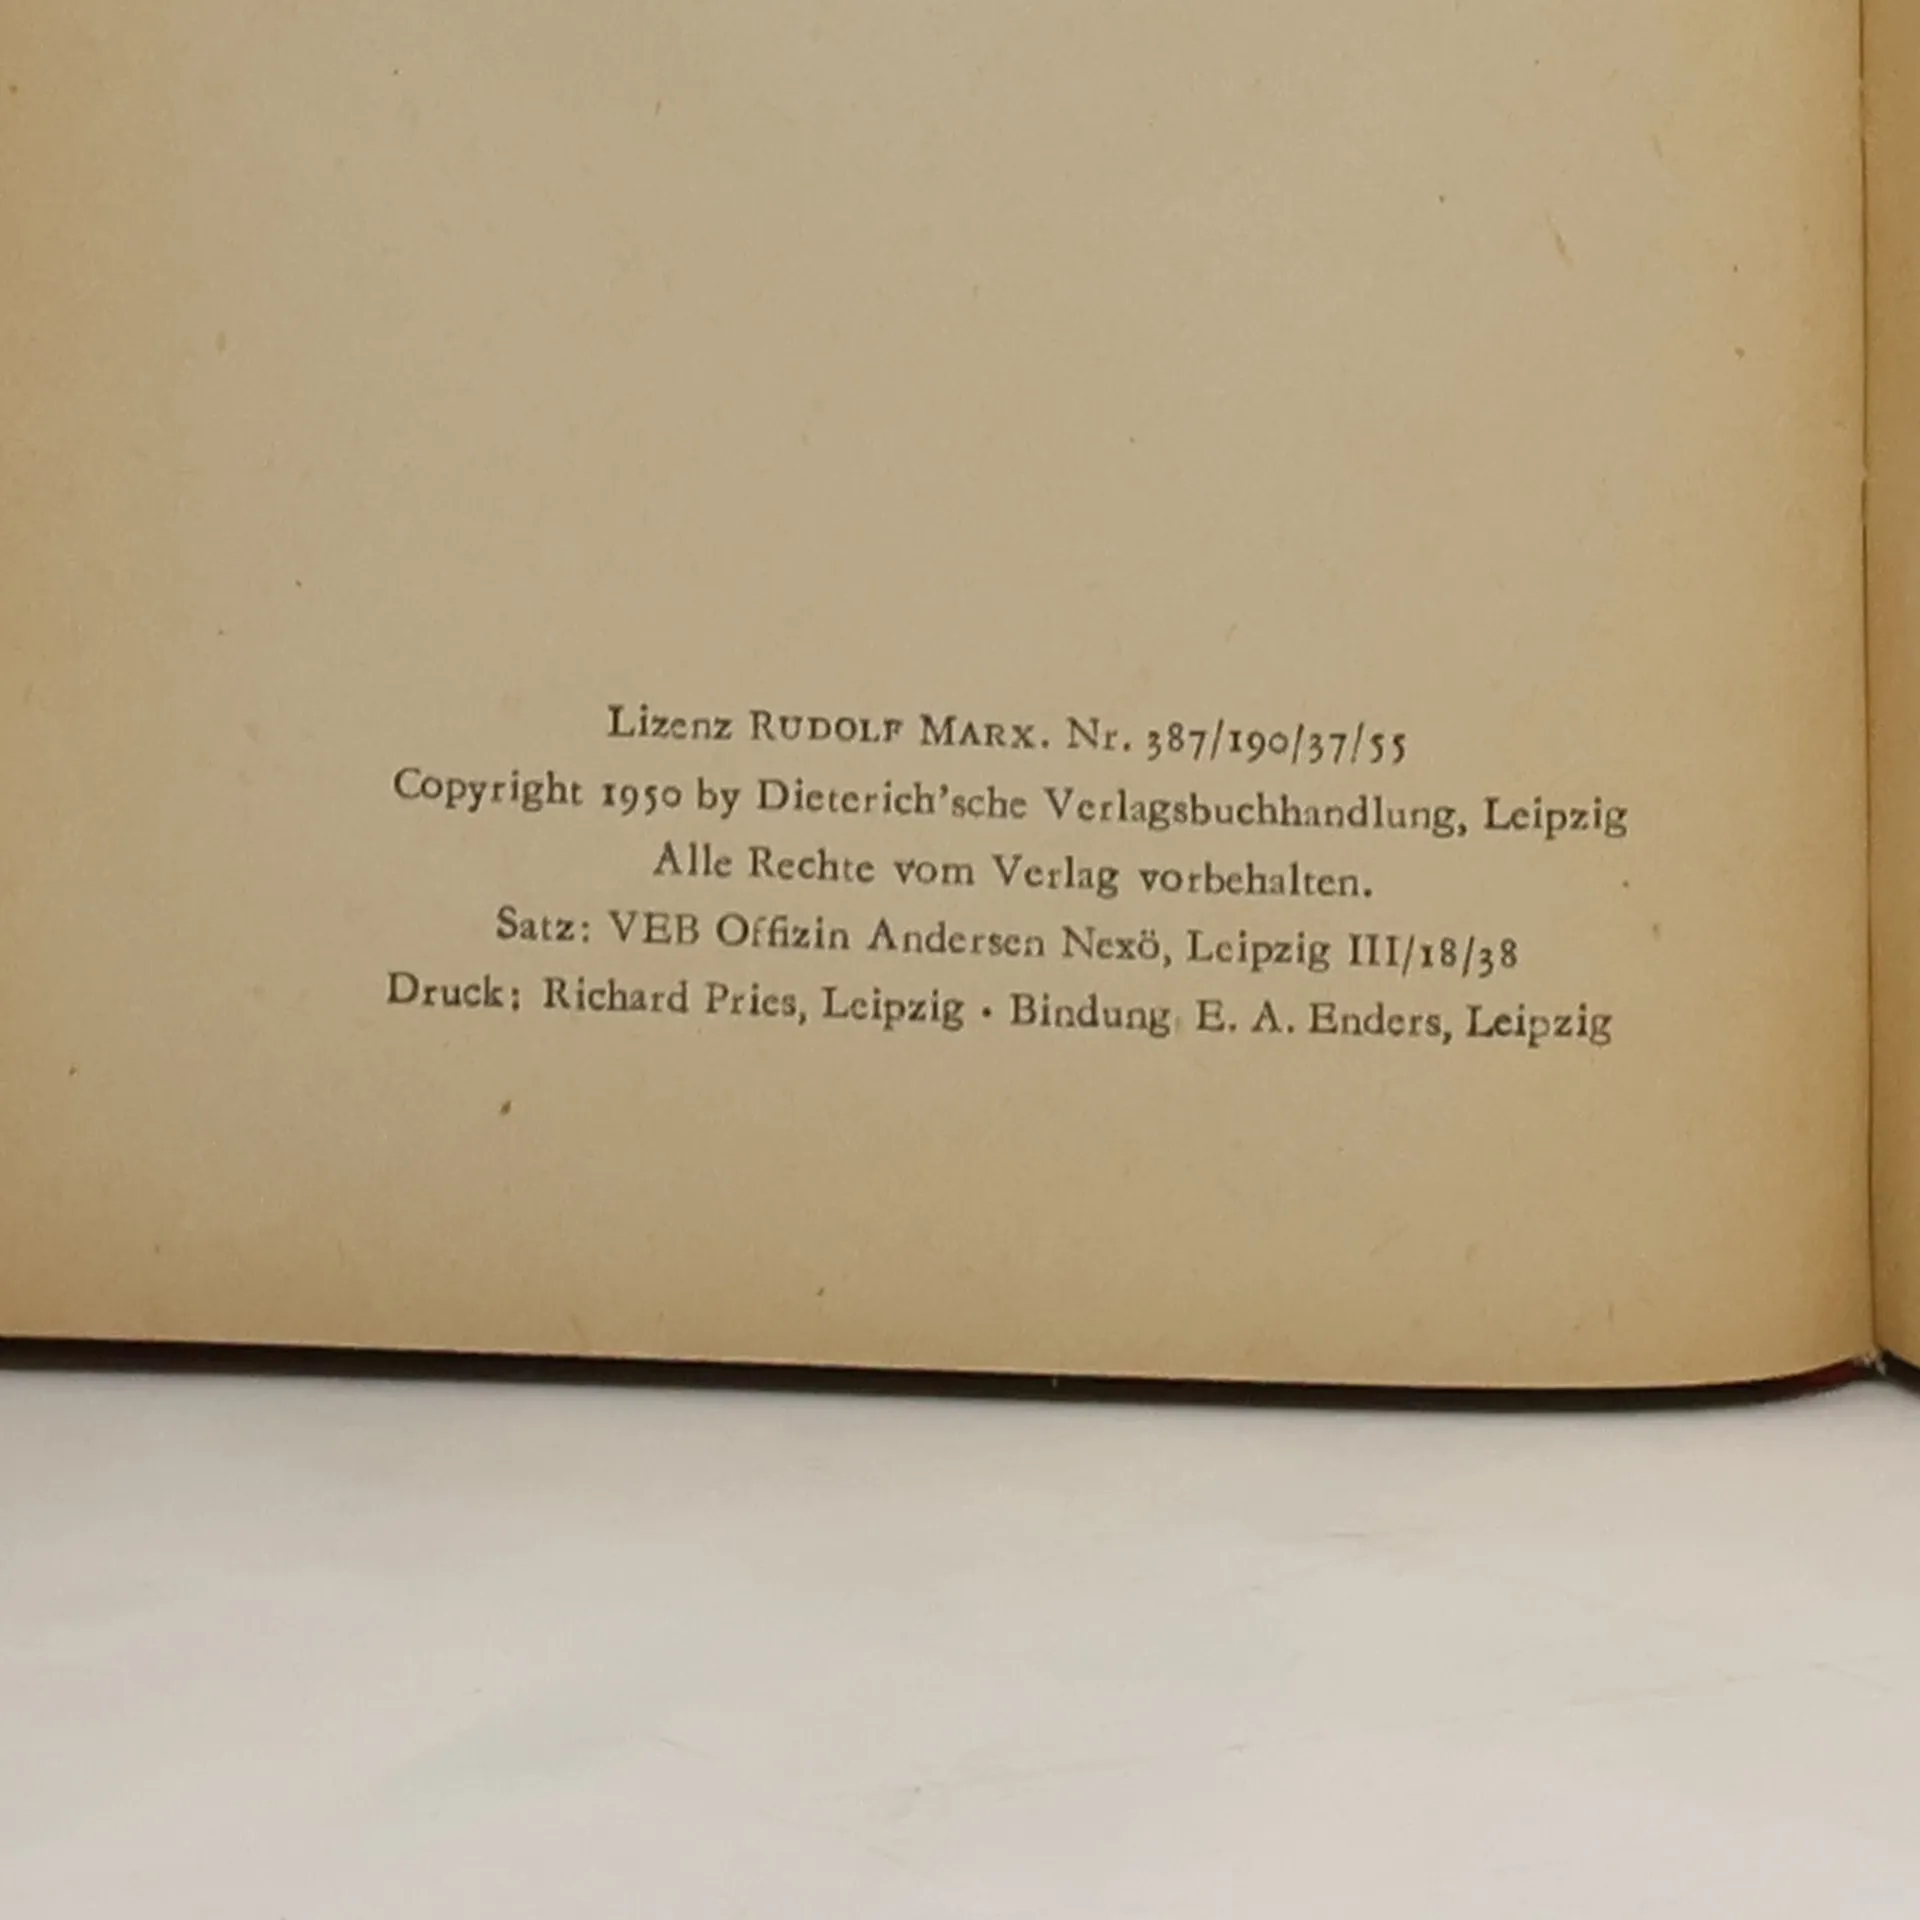 Lizenz RUDOLF MARX. Nr. 387/190/37/55
Copyright 1950 by Dieterich'sche Verlagsbuchhandlung, Leipzig
Alle Rechte vom Verlag vorbehalten.
Satz: VEB Offizin Andersen Nexö, Leipzig III/18/38
Druck: Richard Pries, Leipzig · Bindung E. A. Enders, Leipzig